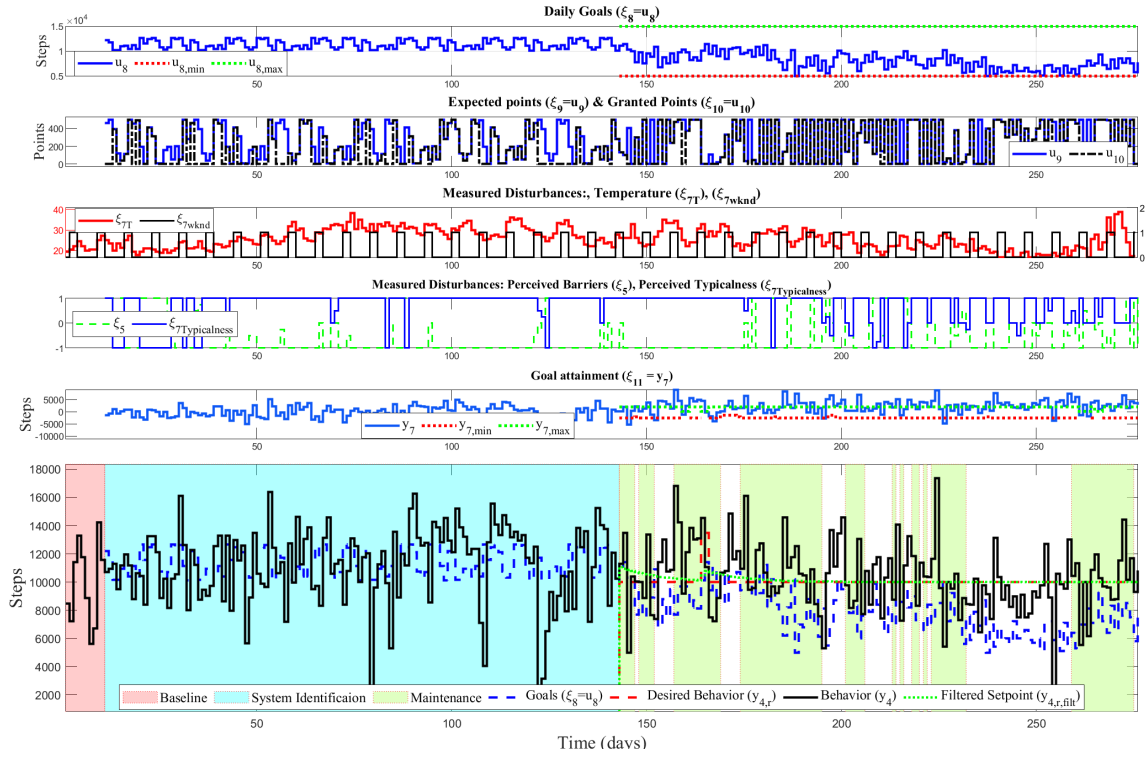 Daily Goals (ξ8=u8)
×10^4
1.5
1
0.5
Steps
u8 u8,min u8,max
50 100 150 200 250
Expected points (ξ9=u9) & Granted Points (ξ10=u10)
400
200
0
Points
u9 u10
50 100 150 200 250
Measured Disturbances:, Temperature (ξ7T), (ξ7wknd)
40
30
20
2
1
0
ξ7T ξ7wknd
50 100 150 200 250
Measured Disturbances: Perceived Barriers (ξ5), Perceived Typicalness (ξ7Typicalness)
1
0
-1
ξ5 ξ7Typicalness
50 100 150 200 250
Goal attainment (ξ11 = y7)
5000
0
-5000
-10000
Steps
y7 y7,min y7,max
50 100 150 200 250
18000
16000
14000
12000
10000
8000
6000
4000
2000
Steps
Baseline System Identificaion Maintenance Goals (ξ8=u8) Desired Behavior (y4,r) Behavior (y4) Filtered Setpoint (y4,r,filt)
50 100 150 200 250
Time (days)